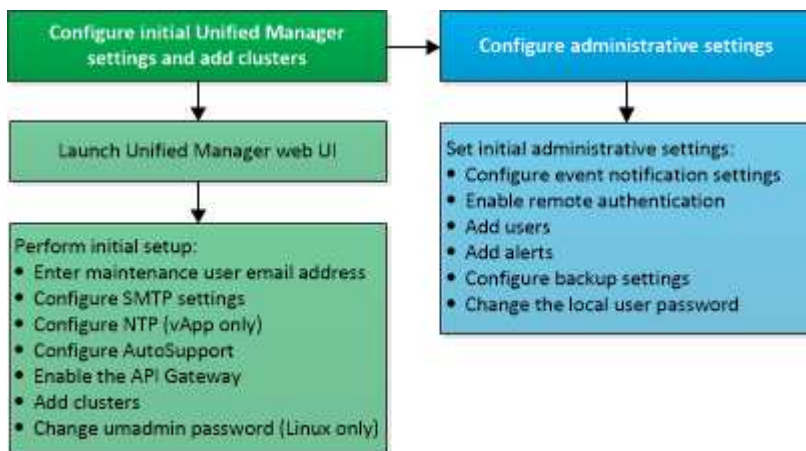 Configure initial Unified Manager
settings and add clusters
Configure administrative settings
Launch Unified Manager web UI
Perform initial setup:
• Enter maintenance user email address
• Configure SMTP settings
• Configure NTP (vApp only)
• Configure AutoSupport
• Enable the API Gateway
• Add clusters
• Change umadmin password (Linux only)
Set initial administrative settings:
• Configure event notification settings
• Enable remote authentication
• Add users
• Add alerts
• Configure backup settings
• Change the local user password